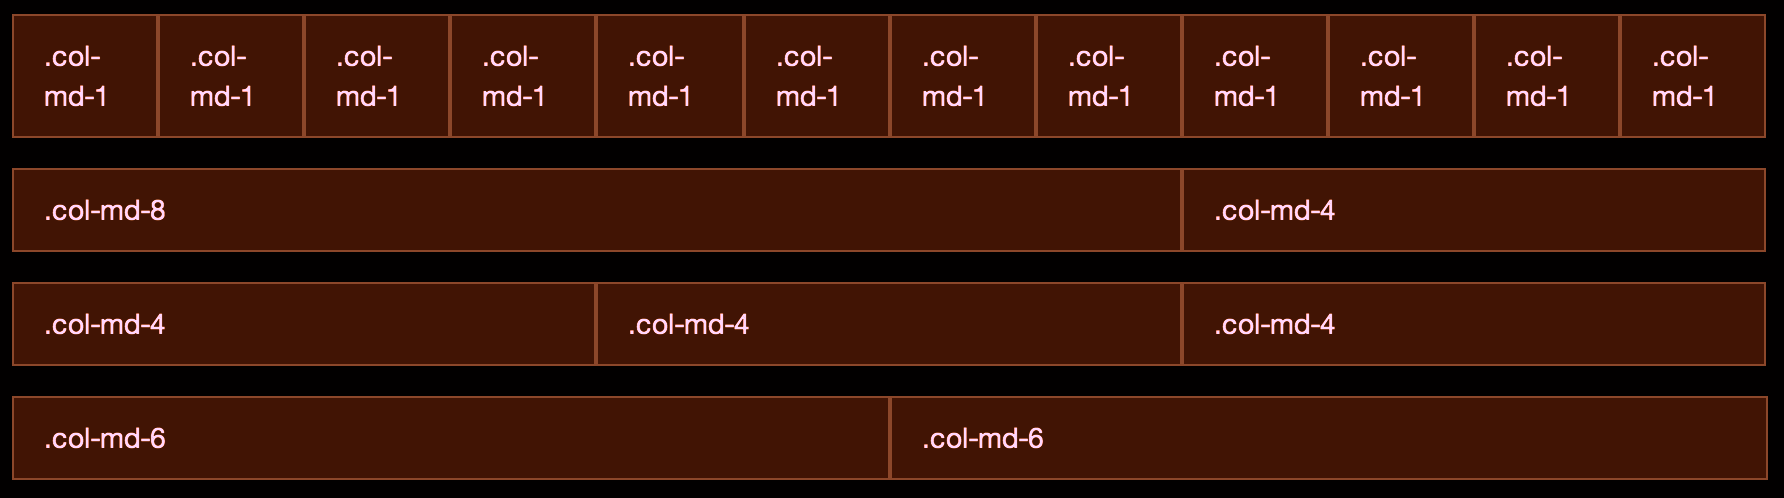 .col- .col- .col- .col- .col- .col- .col- .col- .col- .col- .col- .col-
md-1 md-1 md-1 md-1 md-1 md-1 md-1 md-1 md-1 md-1 md-1 md-1
.col-md-8 .col-md-4
.col-md-4 .col-md-4 .col-md-4
.col-md-6 .col-md-6